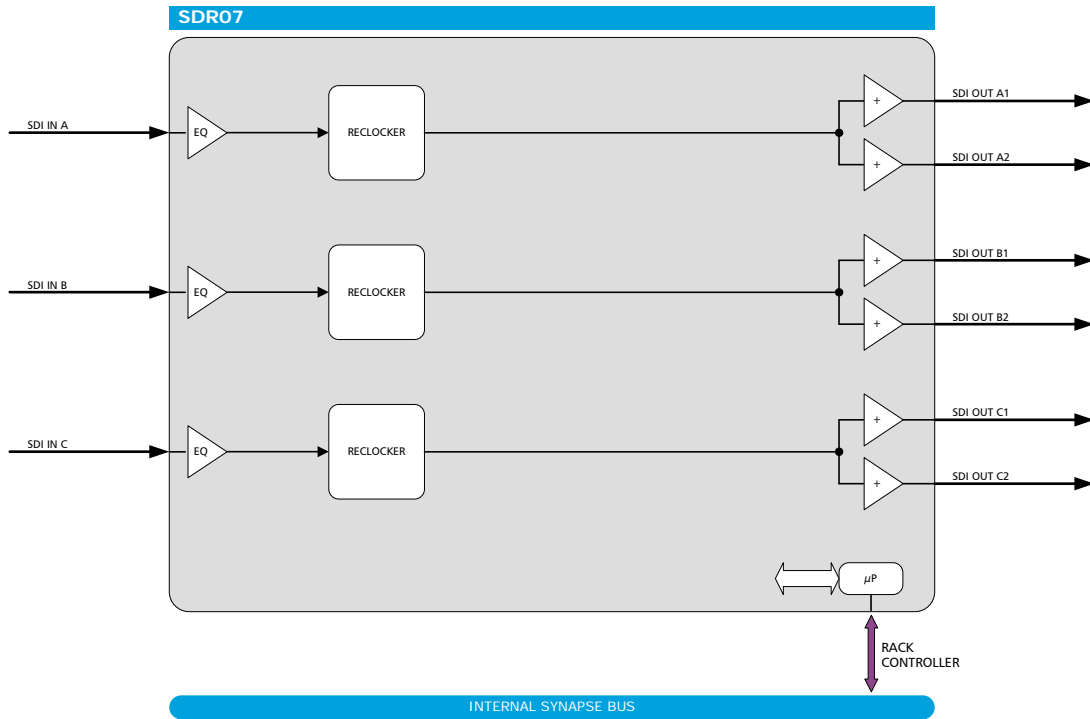 SDR07
SDI IN A
EQ
RECLOCKER
+
SDI OUT A1
+
SDI OUT A2
SDI IN B
EQ
RECLOCKER
+
SDI OUT B1
+
SDI OUT B2
SDI IN C
EQ
RECLOCKER
+
SDI OUT C1
+
SDI OUT C2
µP
RACK
CONTROLLER
INTERNAL SYNAPSE BUS